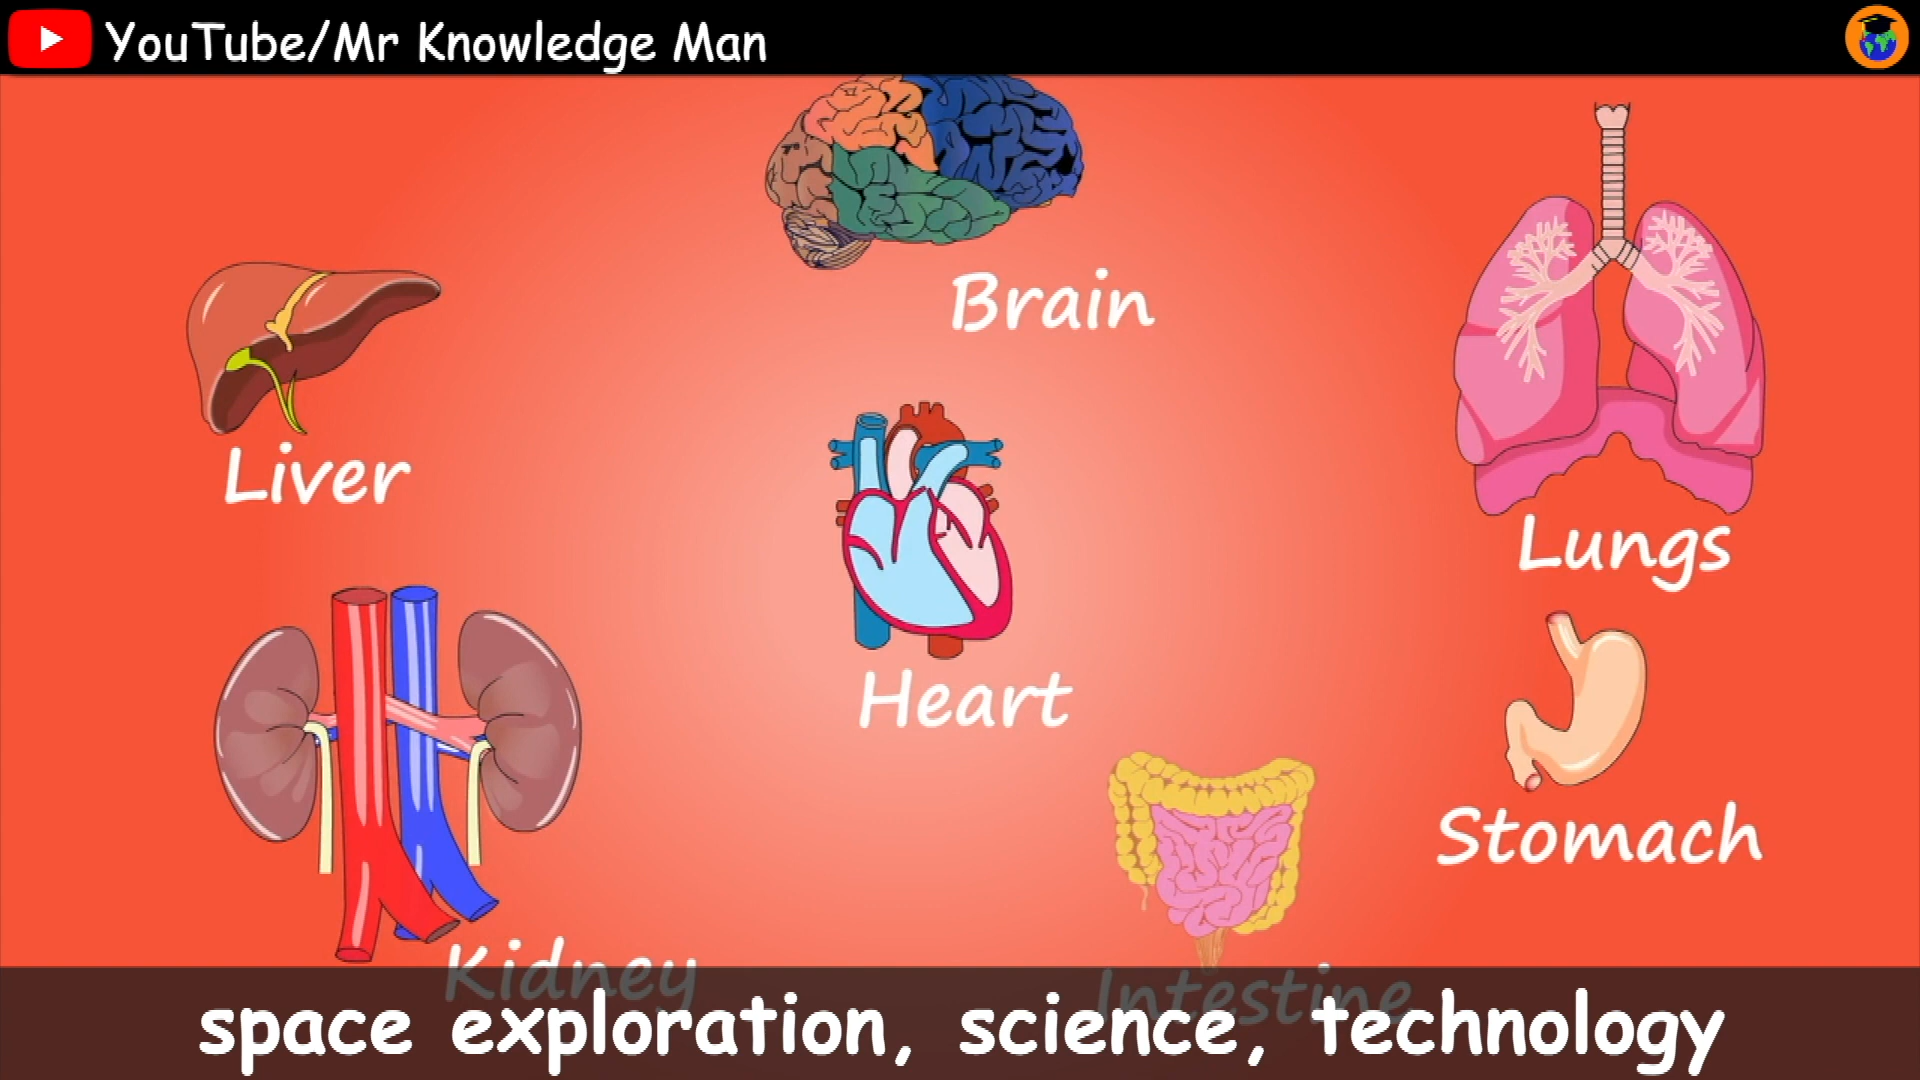 YouTube/Mr Knowledge Man
Brain
Liver
Lungs
Heart
Stomach
Kidney
Intestine
space exploration, science, technology